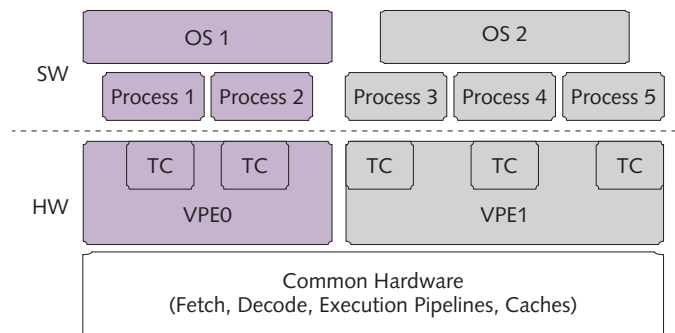 OS 1
OS 2
SW
Process 1
Process 2
Process 3
Process 4
Process 5
TC
TC
TC
TC
TC
HW
VPE0
VPE1
Common Hardware
(Fetch, Decode, Execution Pipelines, Caches)